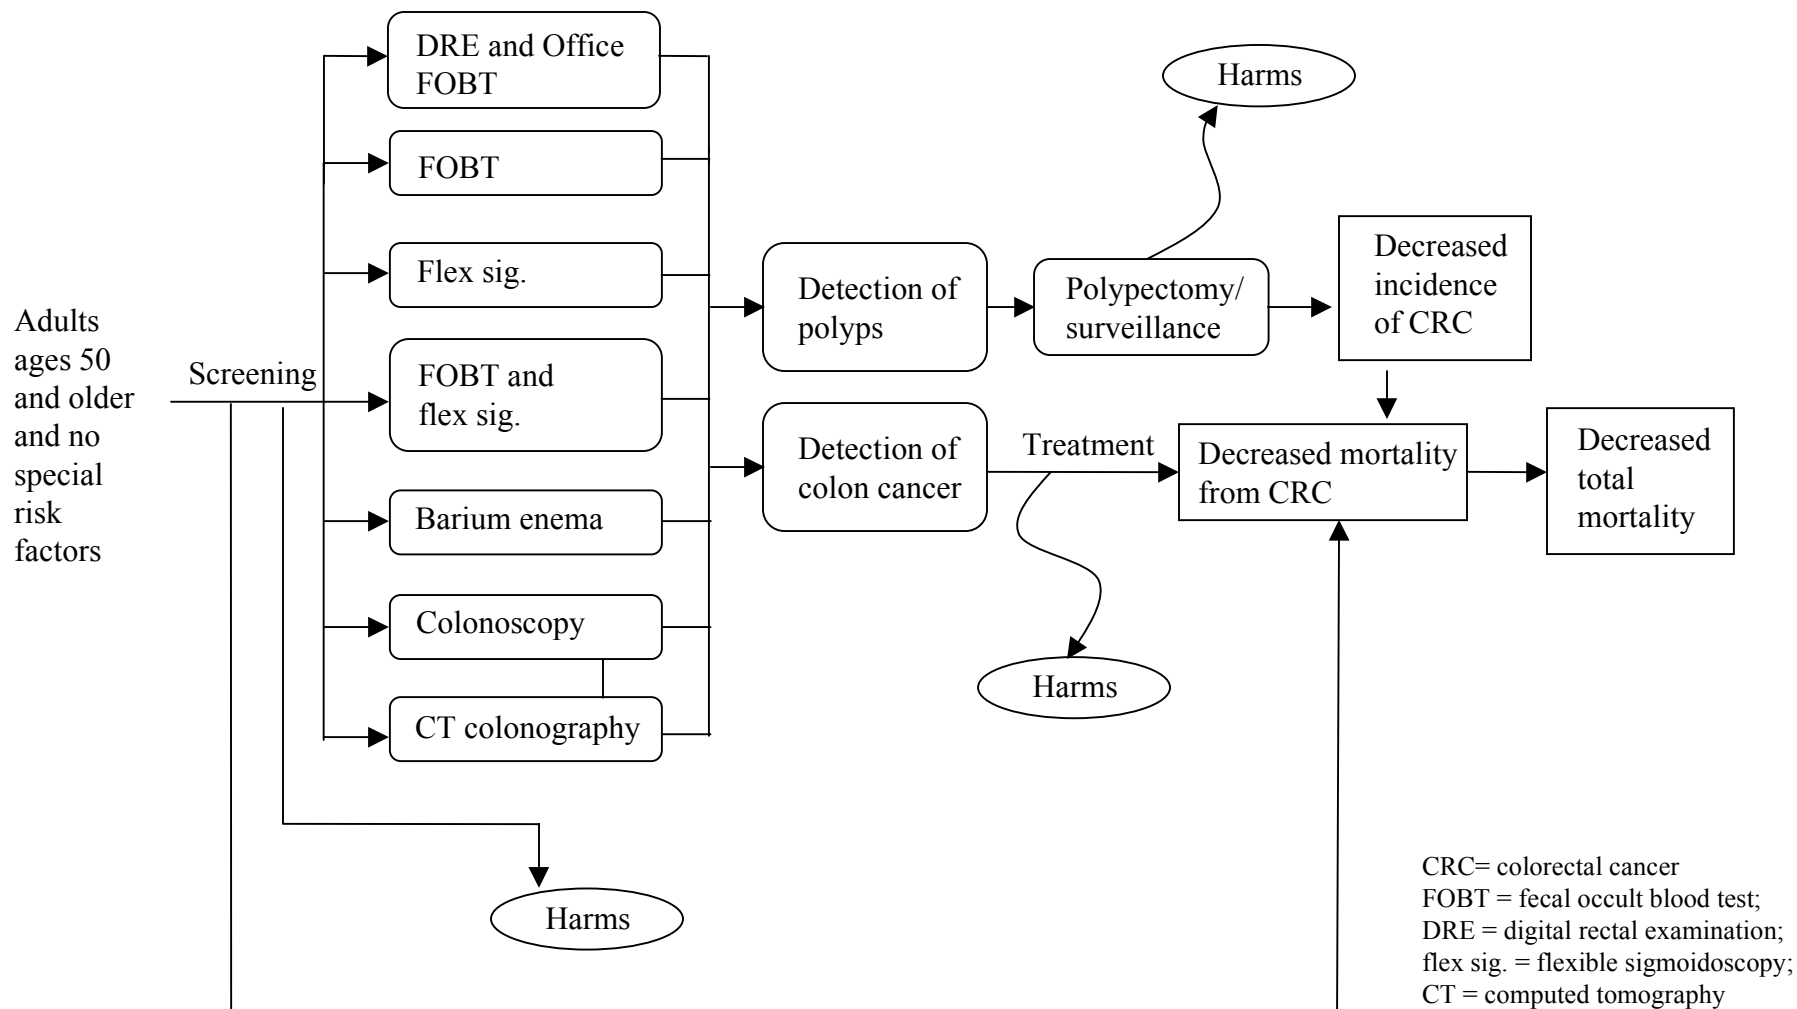 Adults
ages 50
and older
and no
special
risk
factors
Screening
DRE and Office
FOBT
FOBT
Flex sig.
FOBT and
flex sig.
Barium enema
Colonoscopy
CT colonography
Harms
Detection of
polyps
Detection of
colon cancer
Polypectomy/
surveillance
Harms
Treatment
Harms
Decreased
incidence
of CRC
Decreased mortality
from CRC
Decreased
total
mortality
CRC= colorectal cancer
FOBT = fecal occult blood test;
DRE = digital rectal examination;
flex sig. = flexible sigmoidoscopy;
CT = computed tomography